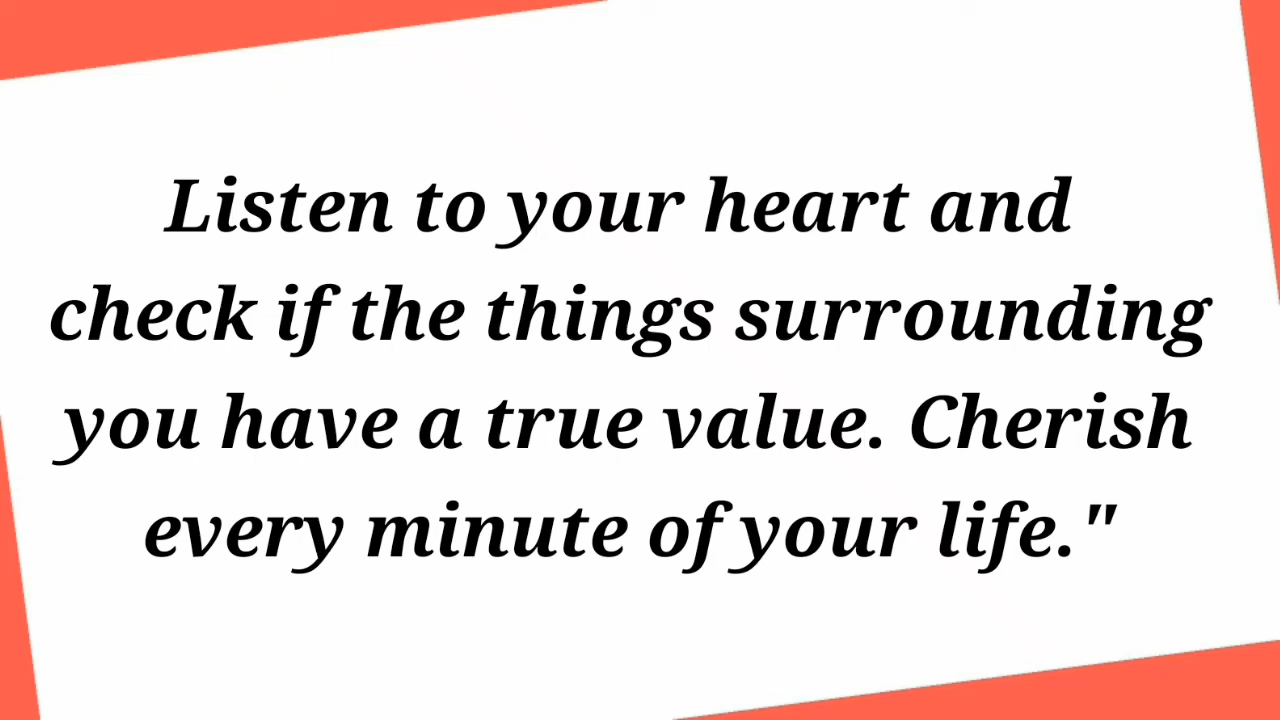 Listen to your heart and
check if the things surrounding
you have a true value. Cherish
every minute of your life."